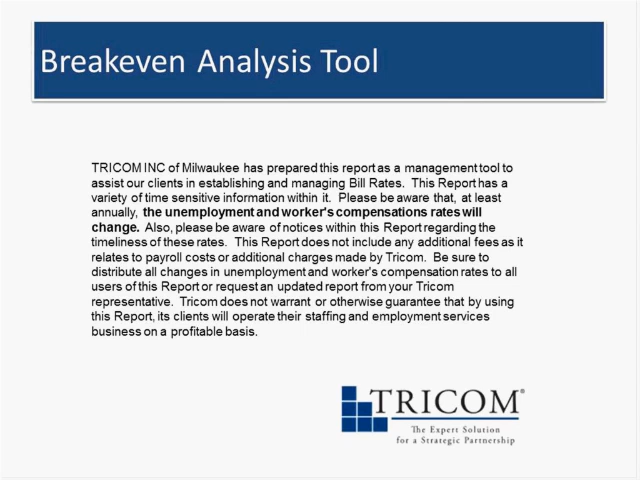 Breakeven Analysis Tool
TRICOM INC of Milwaukee has prepared this report as a management tool to
assist our clients in establishing and managing Bill Rates. This Report has a
variety of time sensitive information within it. Please be aware that, at least
annually, the unemployment and worker's compensations rates will
change. Also, please be aware of notices within this Report regarding the
timeliness of these rates. This Report does not include any additional fees as it
relates to payroll costs or additional charges made by Tricom. Be sure to
distribute all changes in unemployment and worker's compensation rates to all
users of this Report or request an updated report from your Tricom
representative. Tricom does not warrant or otherwise guarantee that by using
this Report, its clients will operate their staffing and employment services
business on a profitable basis.
TRICOM®
The Expert Solution
for a Strategic Partnership